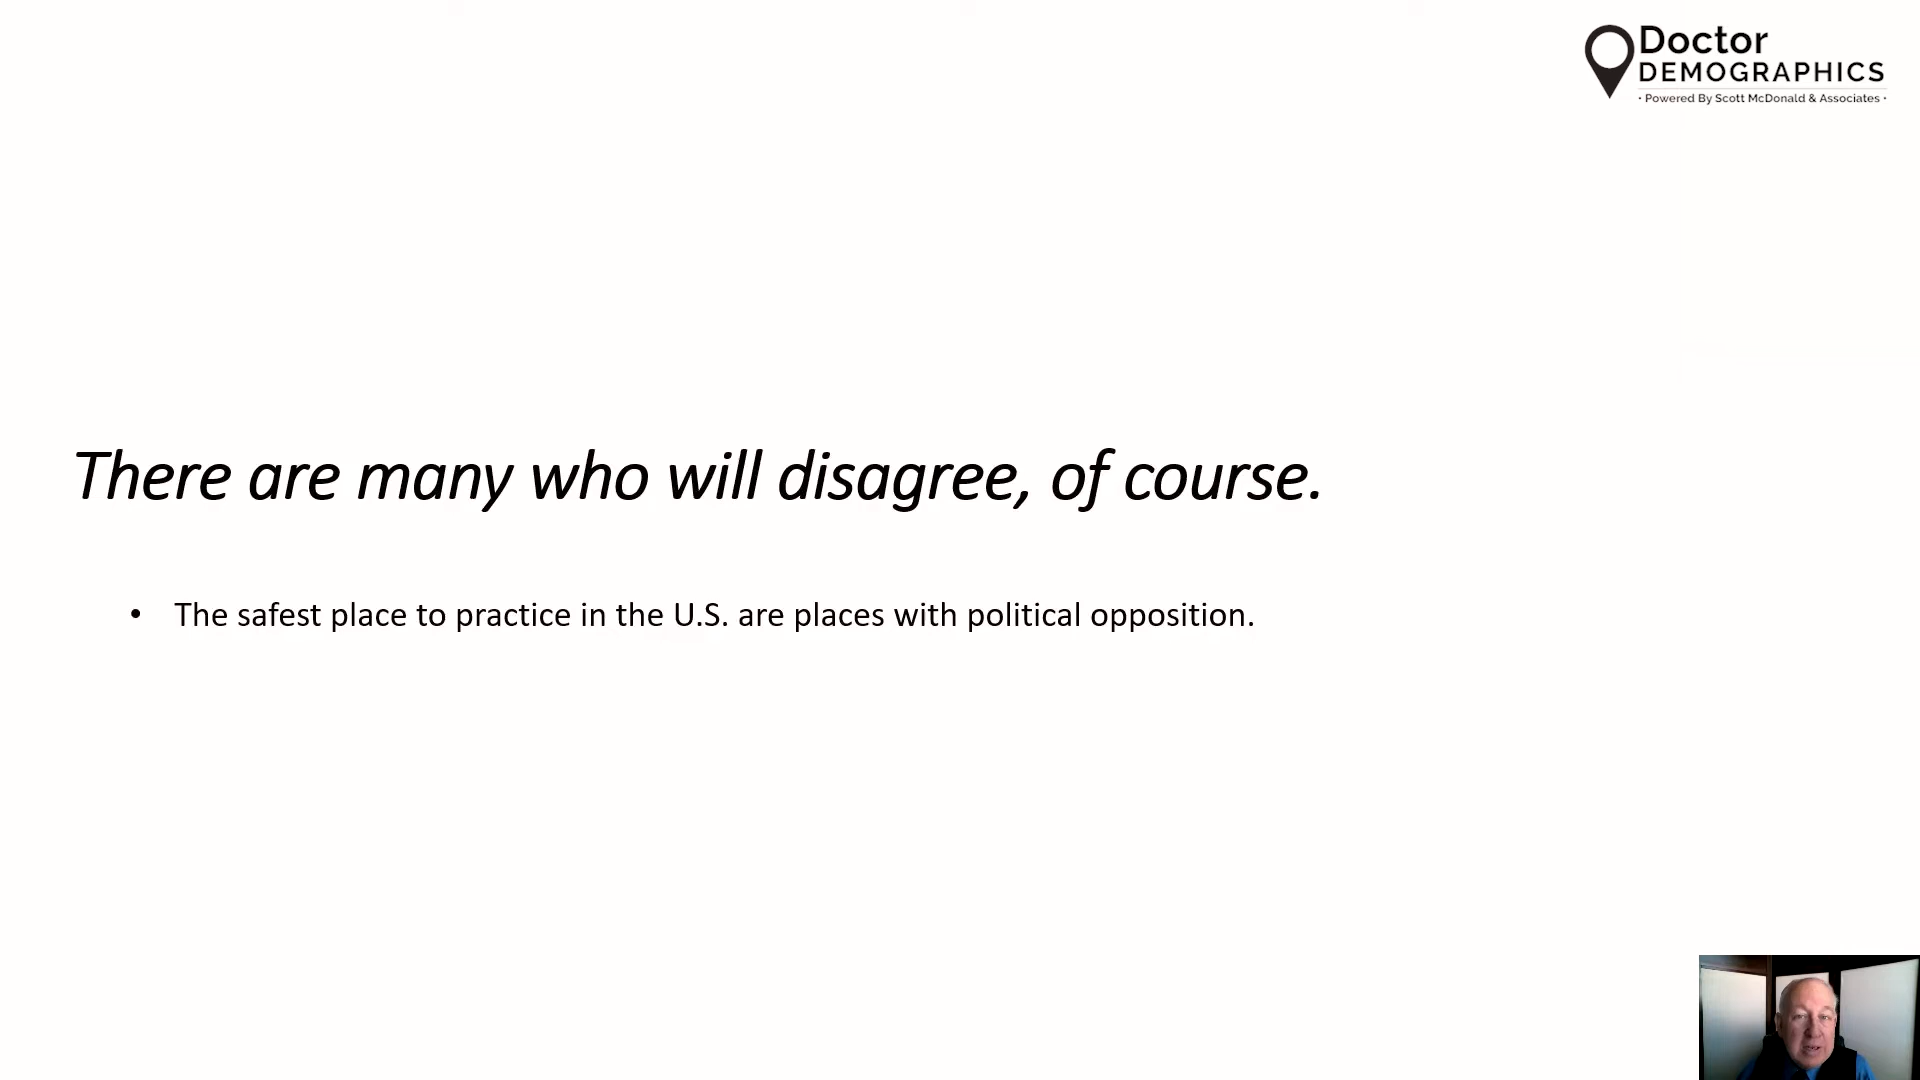 Doctor
DEMOGRAPHICS
• Powered By Scott McDonald & Associates •
There are many who will disagree, of course.
• The safest place to practice in the U.S. are places with political opposition.